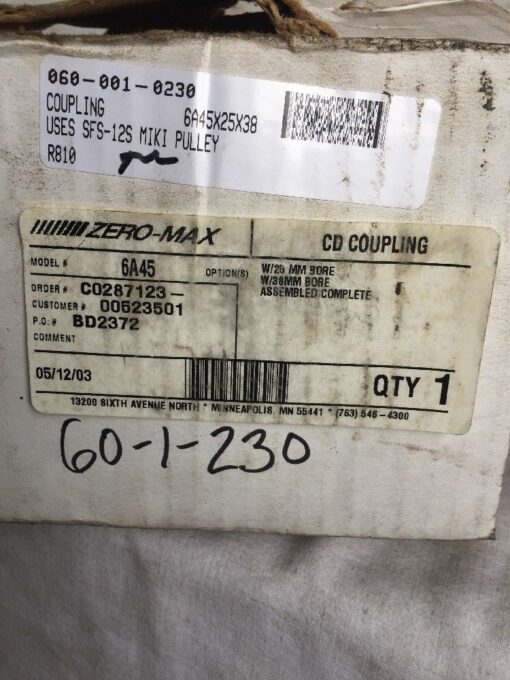 060-001-0230
COUPLING 6A45X25X38
USES SFS-12S MIKI PULLEY
R810
ZERO-MAX CD COUPLING
MODEL # 6A45 OPTION(S) W/25 MM BORE
W/38MM BORE
ASSEMBLED COMPLETE
ORDER # C0287123-
CUSTOMER # 00623501
P.O. # BD2372
COMMENT
05/12/03 QTY 1
13200 SIXTH AVENUE NORTH * MINNEAPOLIS, MN 55441 * (763) 546-4300
60-1-230